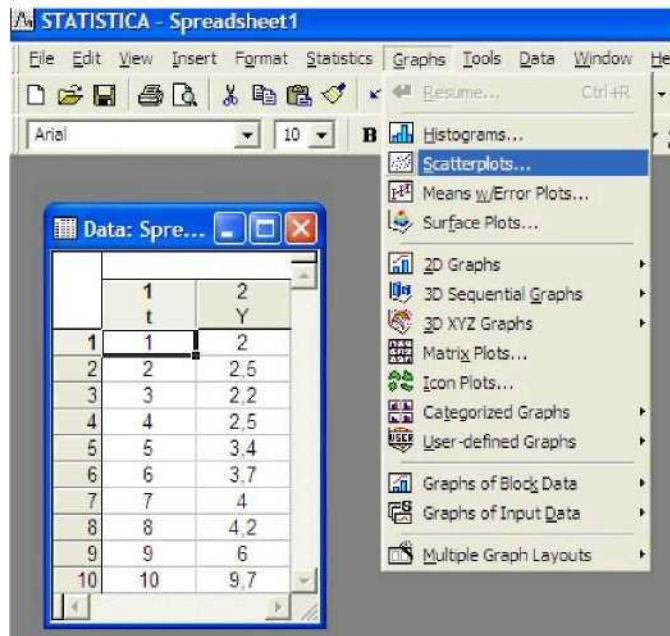 STATISTICA - Spreadsheet1
File Edit View Insert Format Statistics Graphs Tools Data Window He
Arial 10 B
Resume... Ctrl+R
Histograms...
Scatterplots...
Means w/Error Plots...
Surface Plots...
2D Graphs
3D Sequential Graphs
3D XYZ Graphs
Matrix Plots...
Icon Plots...
Categorized Graphs
User-defined Graphs
Graphs of Block Data
Graphs of Input Data
Multiple Graph Layouts
Data: Spre...
1 2
t Y
1 1 2
2 2 2,5
3 3 2,2
4 4 2,5
5 5 3,4
6 6 3,7
7 7 4
8 8 4,2
9 9 6
10 10 9,7